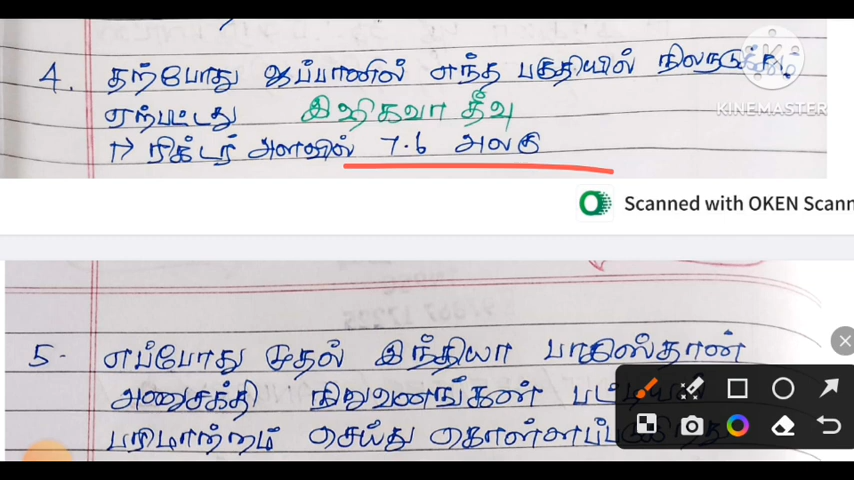 4. தற்போது ஜப்பானில் எந்த பகுதியில் நிலநடுக்கம்
ஏற்பட்டது இஷிகவா தீவு
KINEMASTER
↳ ரிக்டர் அளவில் 7.6 அலகு
Scanned with OKEN Scann
5. எப்போது முதல் இந்தியா பாகிஸ்தான்
அணுசக்தி நிறுவனங்கள்
பரிமாற்றம் செய்து